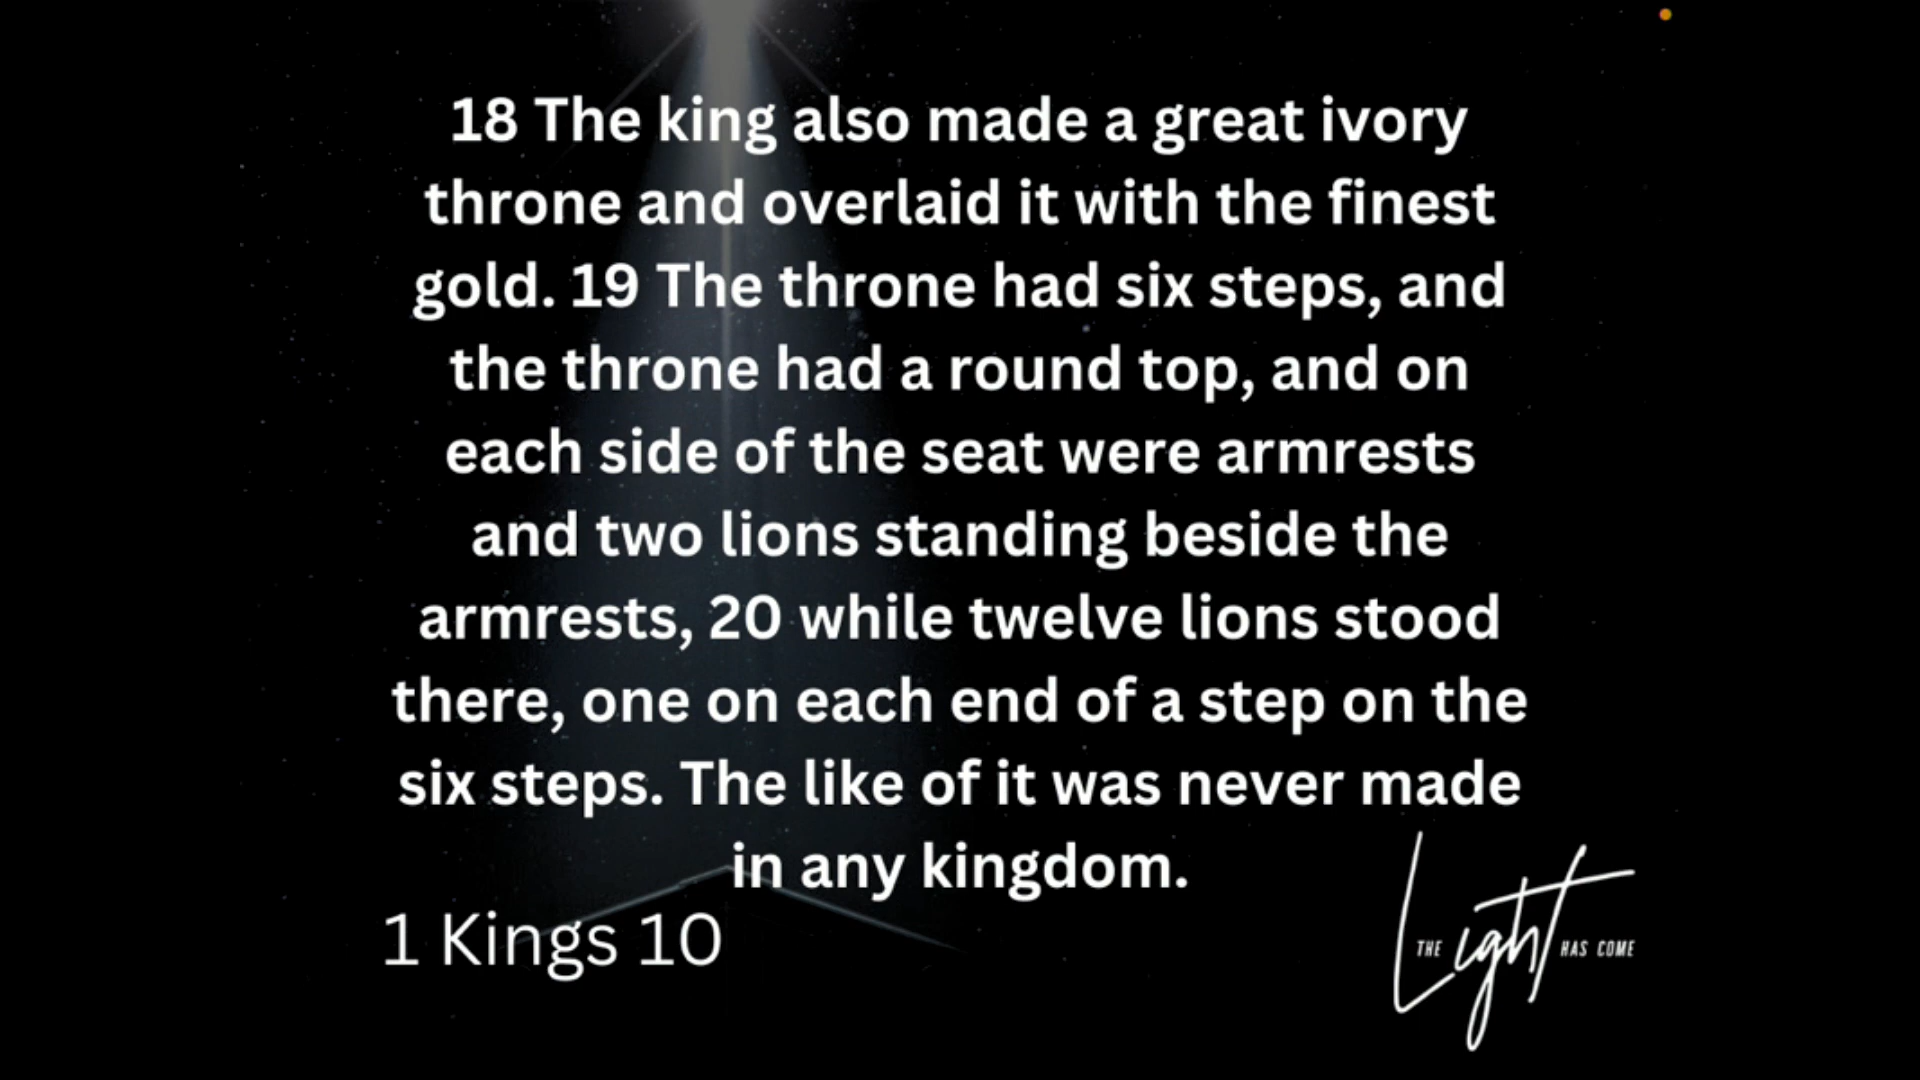 18 The king also made a great ivory
throne and overlaid it with the finest
gold. 19 The throne had six steps, and
the throne had a round top, and on
each side of the seat were armrests
and two lions standing beside the
armrests, 20 while twelve lions stood
there, one on each end of a step on the
six steps. The like of it was never made
in any kingdom.
1 Kings 10
THE Light HAS COME